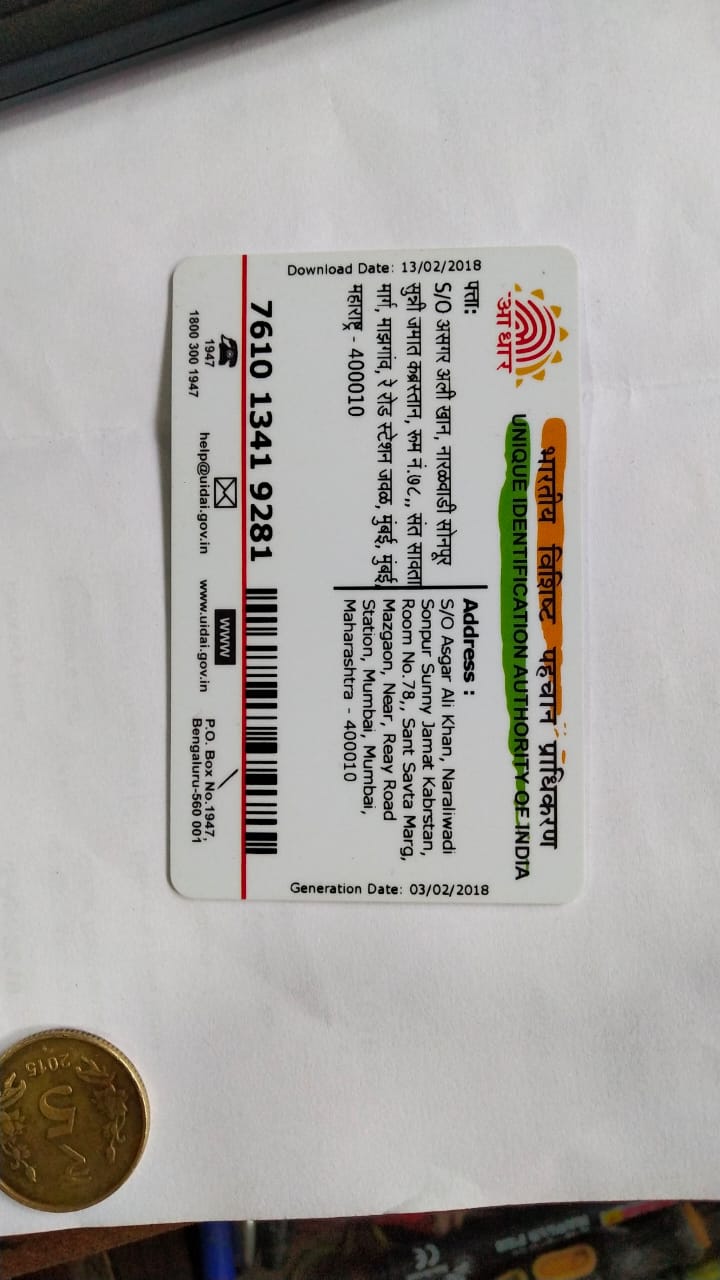 आधार
भारतीय विशिष्ट पहचान प्राधिकरण
UNIQUE IDENTIFICATION AUTHORITY OF INDIA
Download Date: 13/02/2018
पत्ता:
S/O असगर अली खान, नारळवाडी सोनपूर
सुन्नी जमात कब्रस्तान, रूम नं.७८,, संत सावता
मार्ग, माझगांव, रे रोड स्टेशन जवळ, मुंबई, मुंबई,
महाराष्ट्र - 400010
Address :
S/O Asgar Ali Khan, Naraliwadi
Sonpur Sunny Jamat Kabrstan,
Room No.78,, Sant Savta Marg,
Mazgaon, Near, Reay Road
Station, Mumbai, Mumbai,
Maharashtra - 400010
Generation Date: 03/02/2018
7610 1341 9281
1947
1800 300 1947
help@uidai.gov.in
www
www.uidai.gov.in
P.O. Box No.1947,
Bengaluru-560 001
2015
5